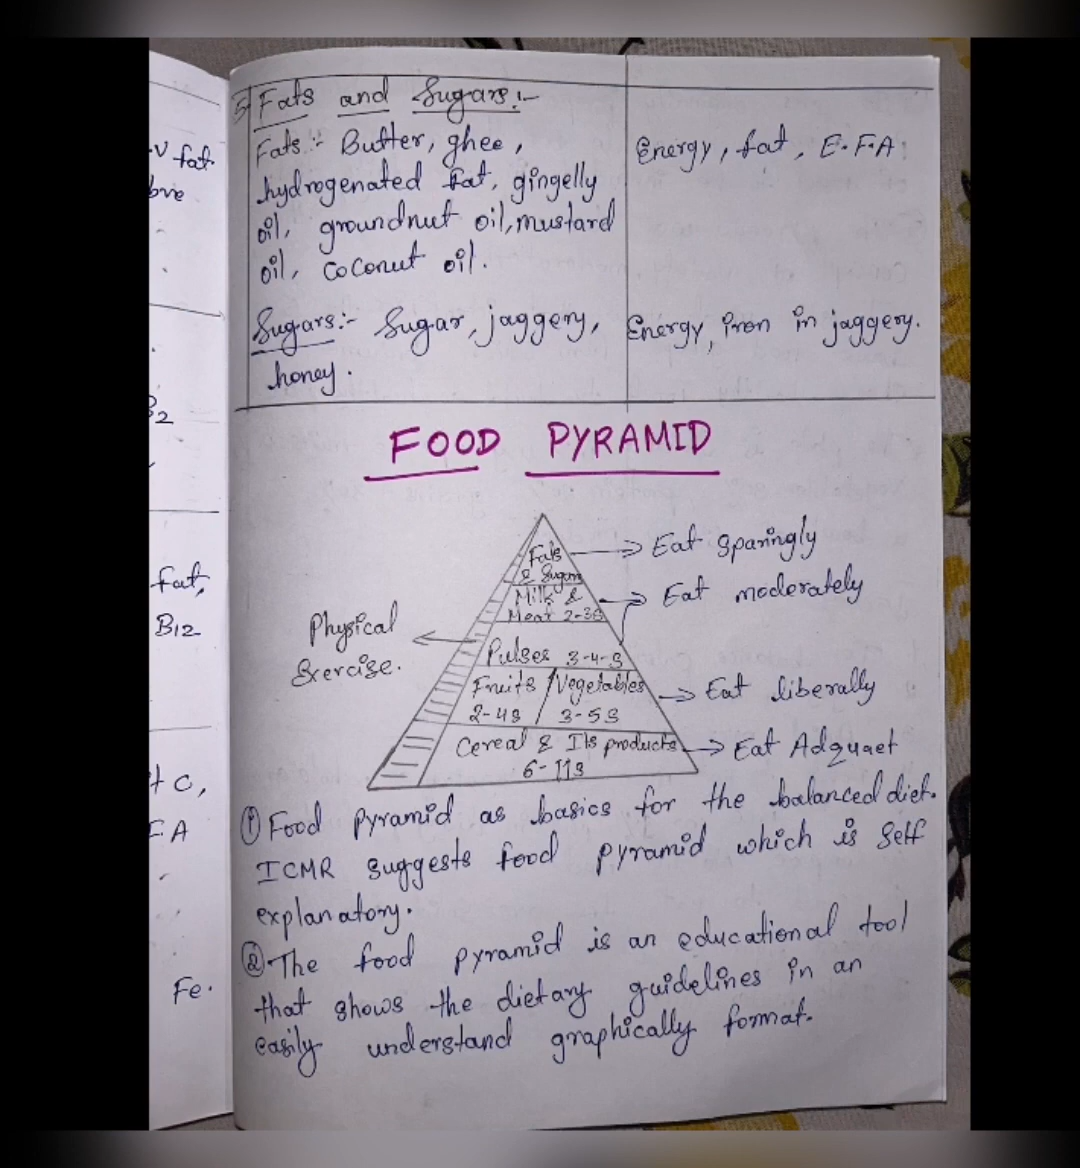 .v fat
bre
B2
fat,
B12
t C,
F A
Fe.
5) Fats and Sugars:-
Fats:- Butter, ghee,
hydrogenated fat, gingelly
oil, groundnut oil, mustard
oil, coconut oil.
Energy, fat, E.F.A
Sugars:- Sugar, jaggery,
honey.
Energy, iron in jaggery.
FOOD PYRAMID
Fats
& Sugars
Eat sparingly
Milk &
Meat 2-3S
Eat moderately
Physical
Exercise.
Pulses 3-4-S
Fruits / Vegetables
2-4S / 3-5S
Eat liberally
Cereal & Its products
6-11s
Eat Adquaet
① Food pyramid as basics for the balanced diet.
ICMR suggests food pyramid which is self
explanatory.
② The food pyramid is an educational tool
that shows the dietary guidelines in an
easily understand graphically format.